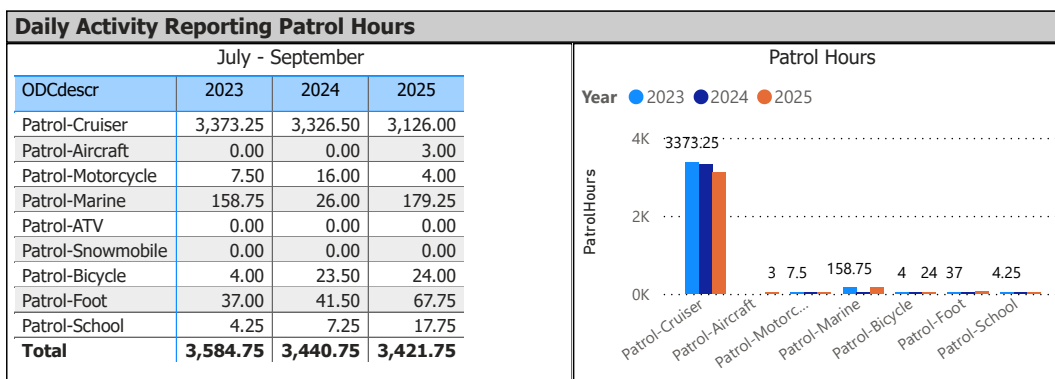 Daily Activity Reporting Patrol Hours
July - September
ODCdescr 2023 2024 2025
Patrol-Cruiser 3,373.25 3,326.50 3,126.00
Patrol-Aircraft 0.00 0.00 3.00
Patrol-Motorcycle 7.50 16.00 4.00
Patrol-Marine 158.75 26.00 179.25
Patrol-ATV 0.00 0.00 0.00
Patrol-Snowmobile 0.00 0.00 0.00
Patrol-Bicycle 4.00 23.50 24.00
Patrol-Foot 37.00 41.50 67.75
Patrol-School 4.25 7.25 17.75
Total 3,584.75 3,440.75 3,421.75
Patrol Hours
Year 2023 2024 2025
PatrolHours
4K
3373.25
2K
0K
3 7.5 158.75 4 24 37 4.25
Patrol-Cruiser
Patrol-Aircraft
Patrol-Motorc...
Patrol-Marine
Patrol-Bicycle
Patrol-Foot
Patrol-School